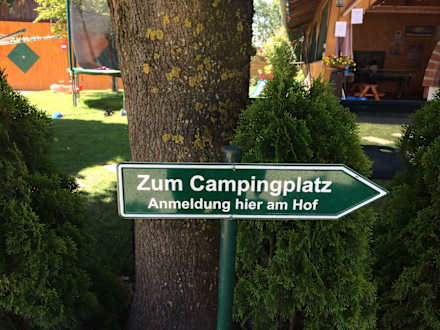 Zum Campingplatz
Anmeldung hier am Hof